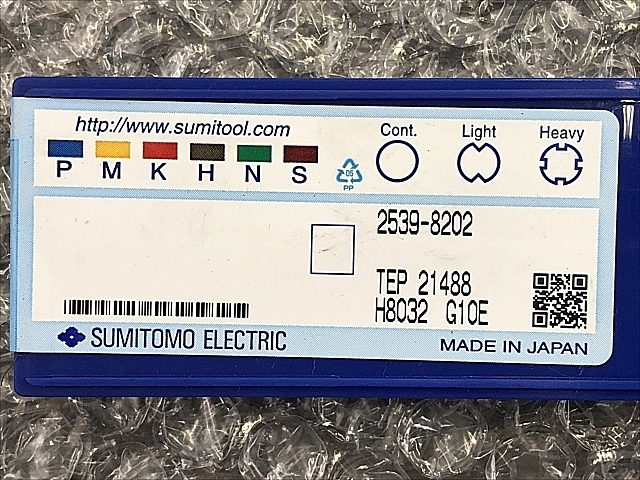 http://www.sumitool.com
Cont. Light Heavy
P M K H N S
05
PP
2539-8202
TEP 21488
H8032 G10E
SUMITOMO ELECTRIC
MADE IN JAPAN